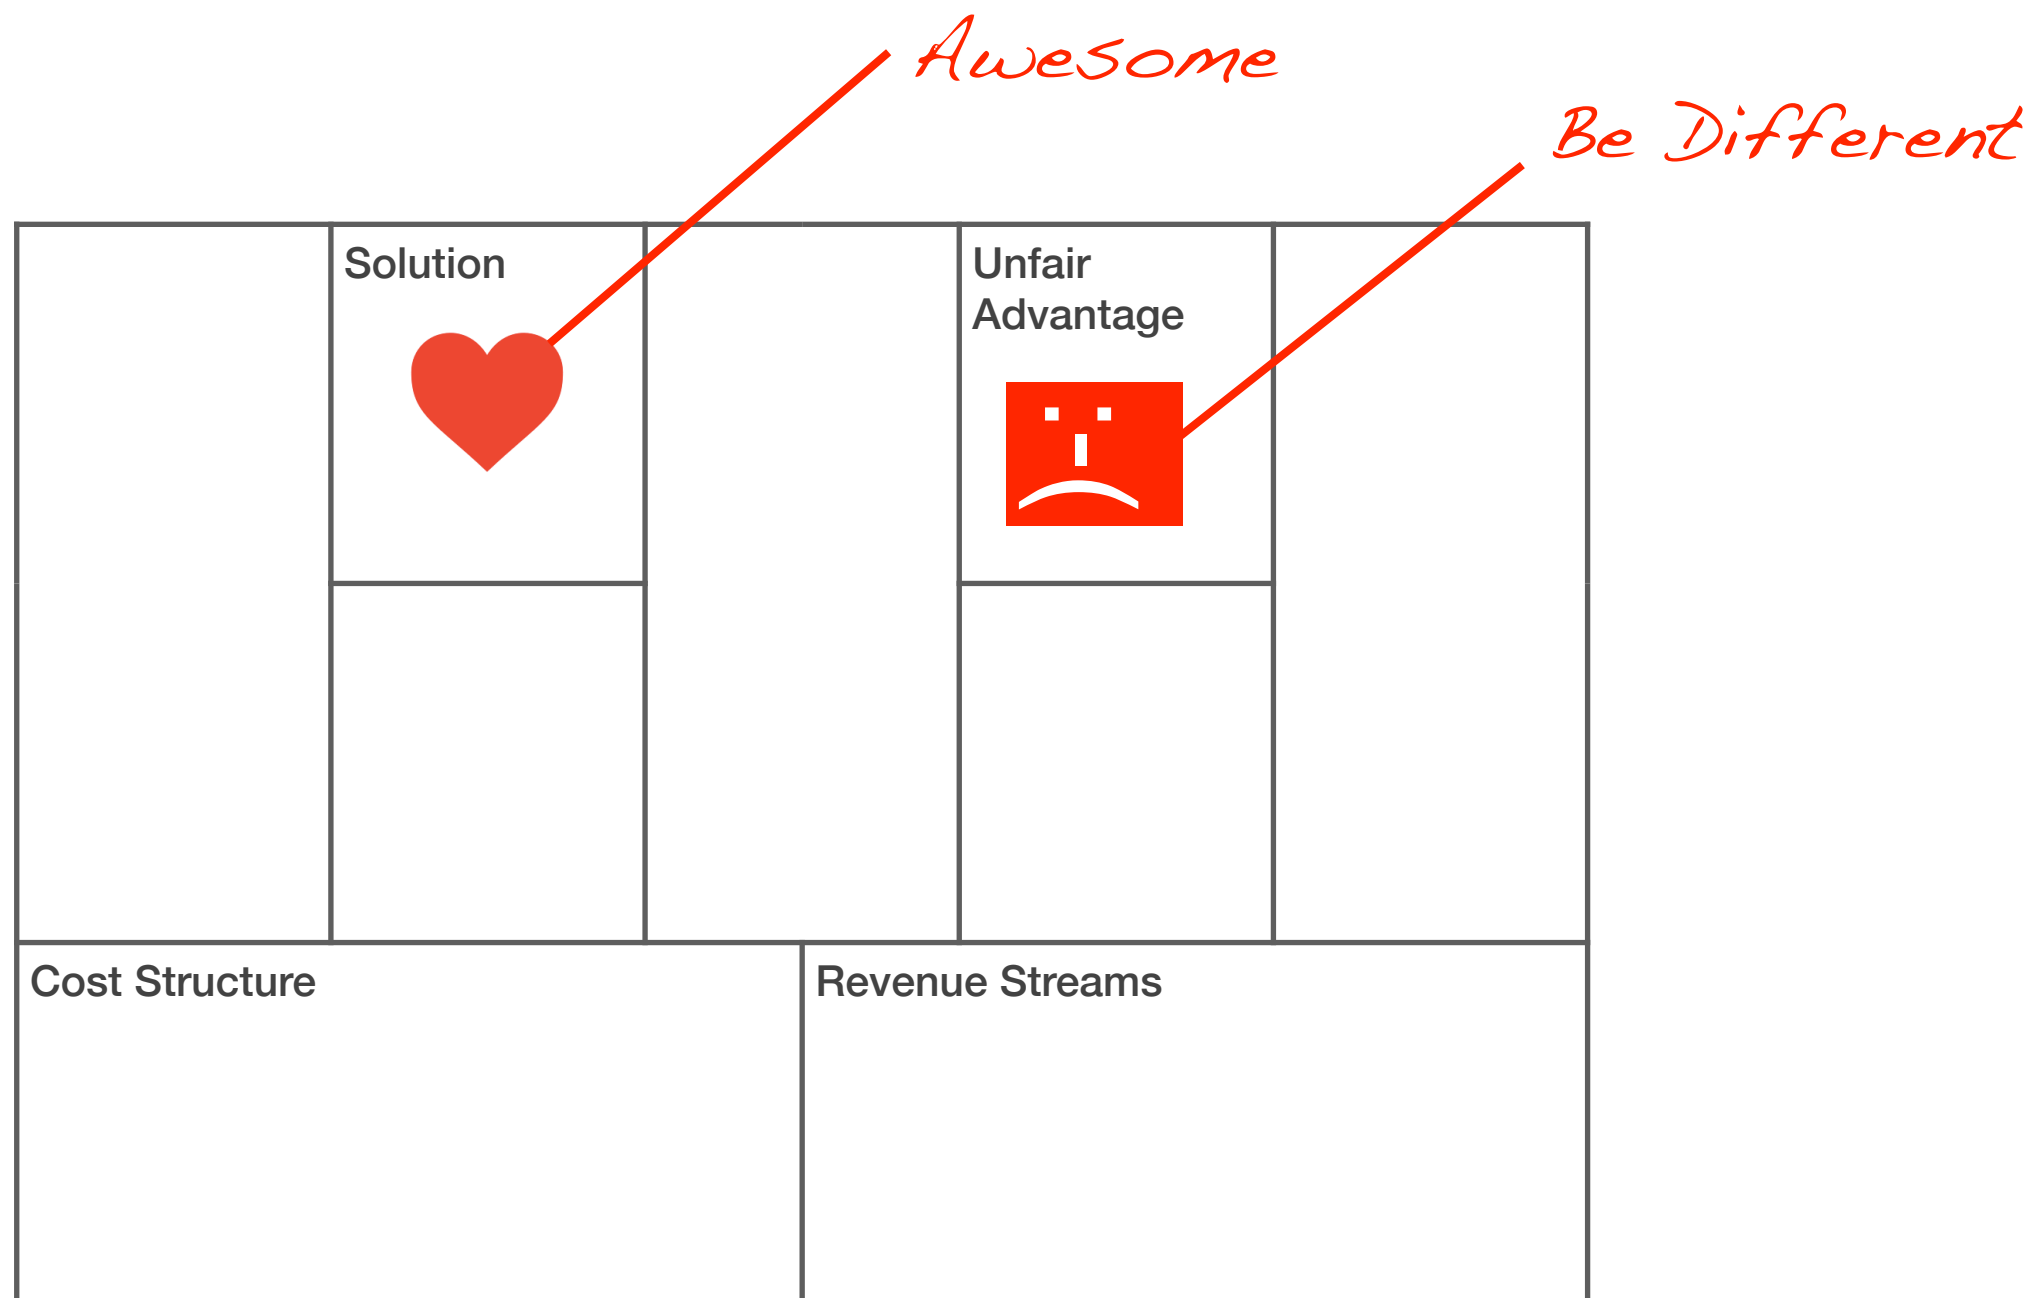 Awesome
Be Different
Solution
Unfair
Advantage
Cost Structure
Revenue Streams